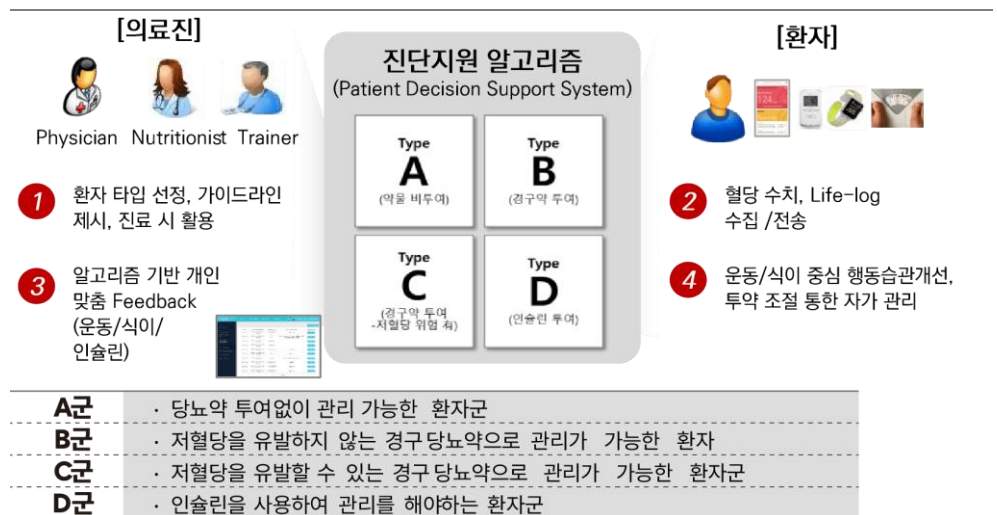 [의료진]
Physician Nutritionist Trainer
1 환자 타입 선정, 가이드라인
제시, 진료 시 활용
3 알고리즘 기반 개인
맞춤 Feedback
(운동/식이/
인슐린)
진단지원 알고리즘
(Patient Decision Support System)
Type
A
(약물 비투여)
Type
B
(경구약 투여)
Type
C
(경구약 투여
-저혈당 위험 有)
Type
D
(인슐린 투여)
[환자]
124
2 혈당 수치, Life-log
수집 /전송
4 운동/식이 중심 행동습관개선,
투약 조절 통한 자가 관리
A군 · 당뇨약 투여없이 관리 가능한 환자군
B군 · 저혈당을 유발하지 않는 경구 당뇨약으로 관리가 가능한 환자
C군 · 저혈당을 유발할 수 있는 경구 당뇨약으로 관리가 가능한 환자군
D군 · 인슐린을 사용하여 관리를 해야하는 환자군